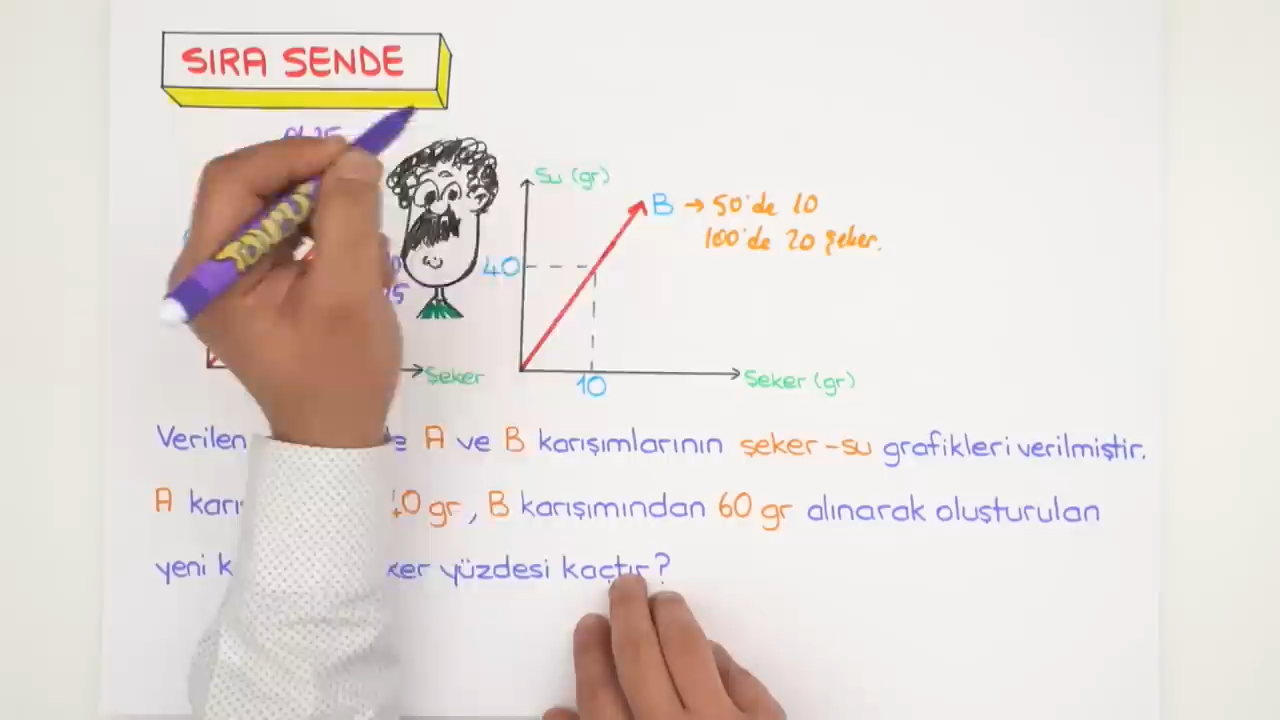 SIRA SENDE
Su (gr)
B → 50'de 10
100'de 20 şeker.
40
10
Şeker
Şeker (gr)
Verilen A ve B karışımlarının şeker-su grafikleri verilmiştir.
A gr, B karışımından 60 gr alınarak oluşturulan
yeni yüzdesi kaçtır?